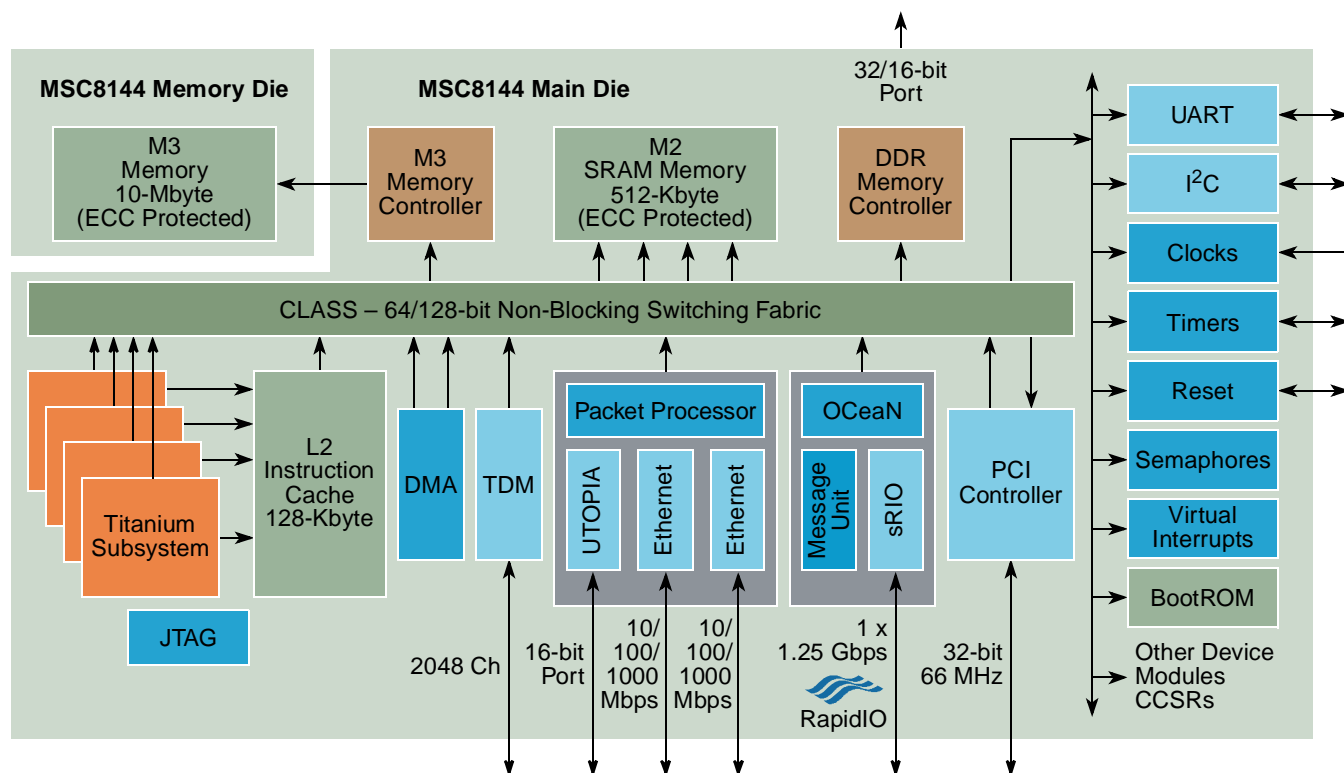 MSC8144 Memory Die
MSC8144 Main Die
32/16-bit
Port
M3
Memory
10-Mbyte
(ECC Protected)
M3
Memory
Controller
M2
SRAM Memory
512-Kbyte
(ECC Protected)
DDR
Memory
Controller
CLASS – 64/128-bit Non-Blocking Switching Fabric
Titanium
Subsystem
JTAG
L2
Instruction
Cache
128-Kbyte
DMA
TDM
Packet Processor
UTOPIA
Ethernet
Ethernet
OCeaN
Message
Unit
sRIO
PCI
Controller
2048 Ch
16-bit
Port
10/
100/
1000
Mbps
10/
100/
1000
Mbps
1 x
1.25 Gbps
RapidIO
32-bit
66 MHz
UART
I²C
Clocks
Timers
Reset
Semaphores
Virtual
Interrupts
BootROM
Other Device
Modules
CCSRs